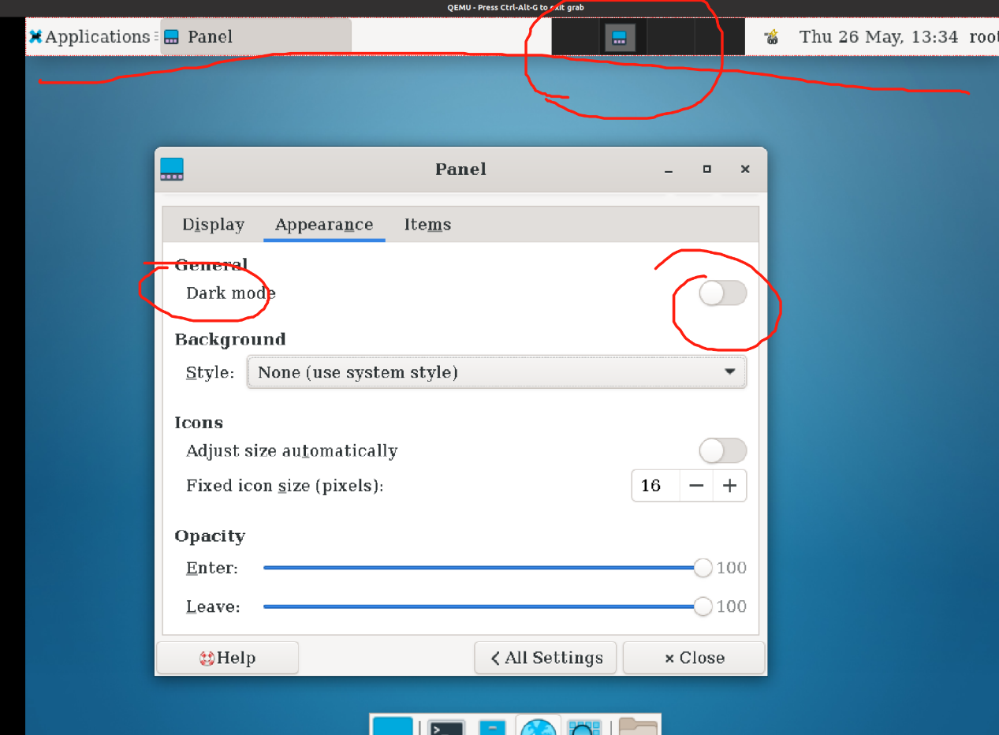 QEMU - Press Ctrl-Alt-G to exit grab
Applications Panel Thu 26 May, 13:34 root
Panel
Display Appearance Items
General
Dark mode
Background
Style: None (use system style)
Icons
Adjust size automatically
Fixed icon size (pixels): 16
Opacity
Enter: 100
Leave: 100
Help All Settings Close